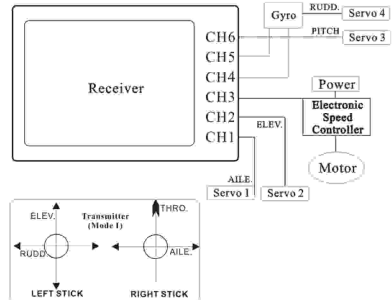 Gyro
RUDD.
Servo 4
CH6
PITCH
Servo 3
CH5
CH4
Receiver
CH3
Power
CH2
ELEV.
Electronic
Speed
Controller
CH1
Motor
AILE.
Servo 1
Servo 2
ELEV.
Transmitter
(Mode I)
THRO.
RUDD
AILE.
LEFT STICK
RIGHT STICK